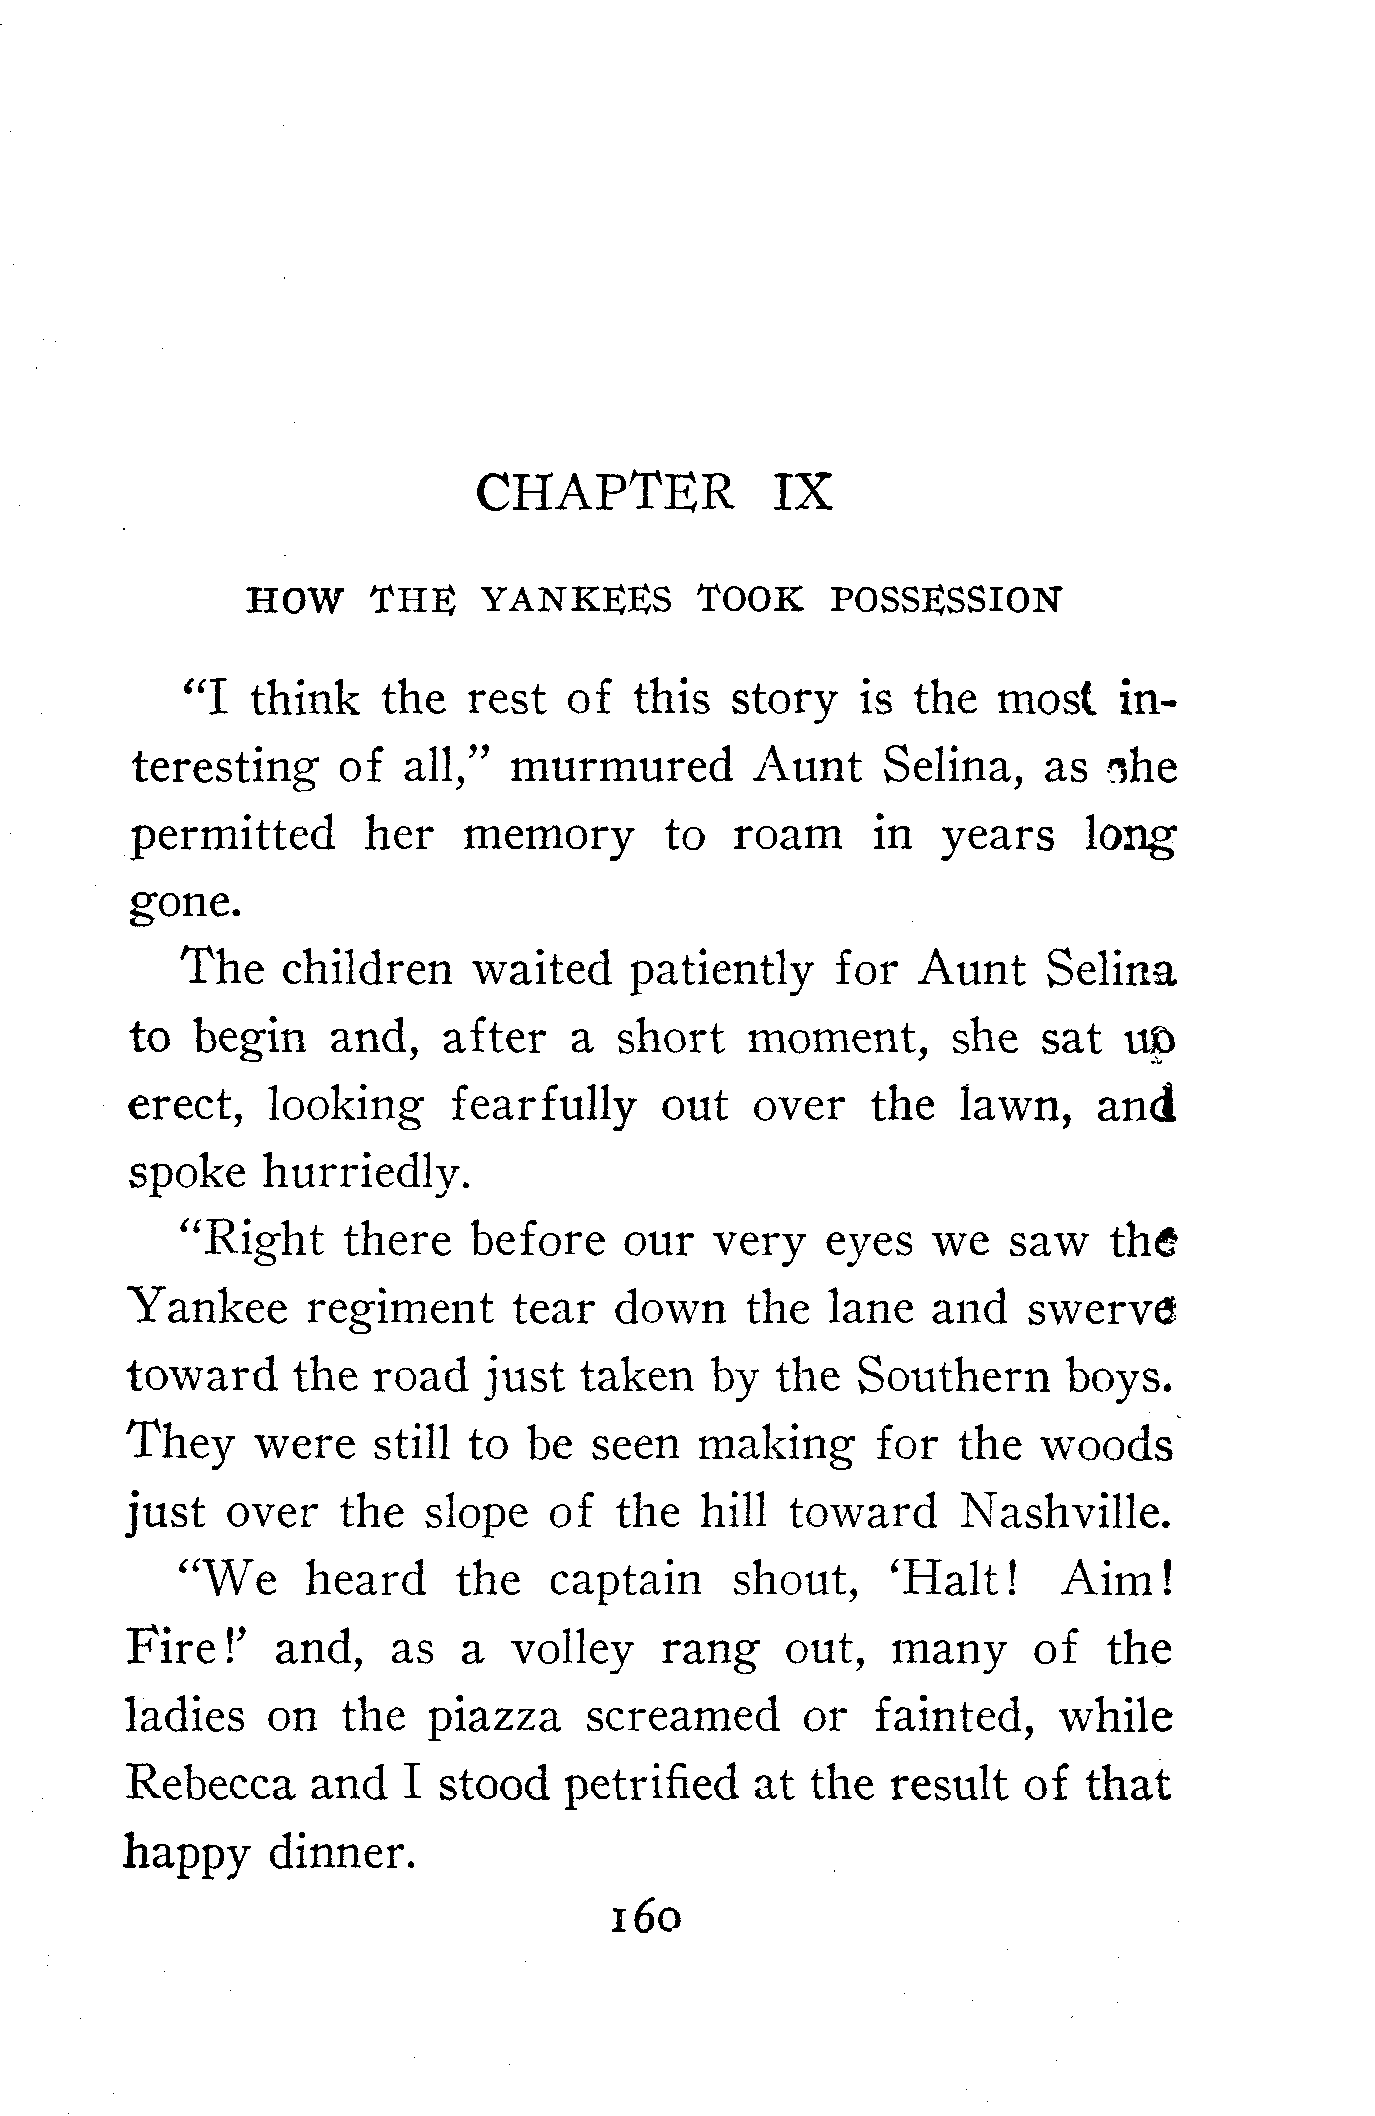 CHAPTER IX
HOW THE YANKEES TOOK POSSESSION
“I think the rest of this story is the most in-
teresting of all,” murmured Aunt Selina, as she
permitted her memory to roam in years long
gone.
The children waited patiently for Aunt Selina
to begin and, after a short moment, she sat up
erect, looking fearfully out over the lawn, and
spoke hurriedly.
“Right there before our very eyes we saw the
Yankee regiment tear down the lane and swerve
toward the road just taken by the Southern boys.
They were still to be seen making for the woods
just over the slope of the hill toward Nashville.
“We heard the captain shout, ‘Halt! Aim!
Fire!’ and, as a volley rang out, many of the
ladies on the piazza screamed or fainted, while
Rebecca and I stood petrified at the result of that
happy dinner.
160